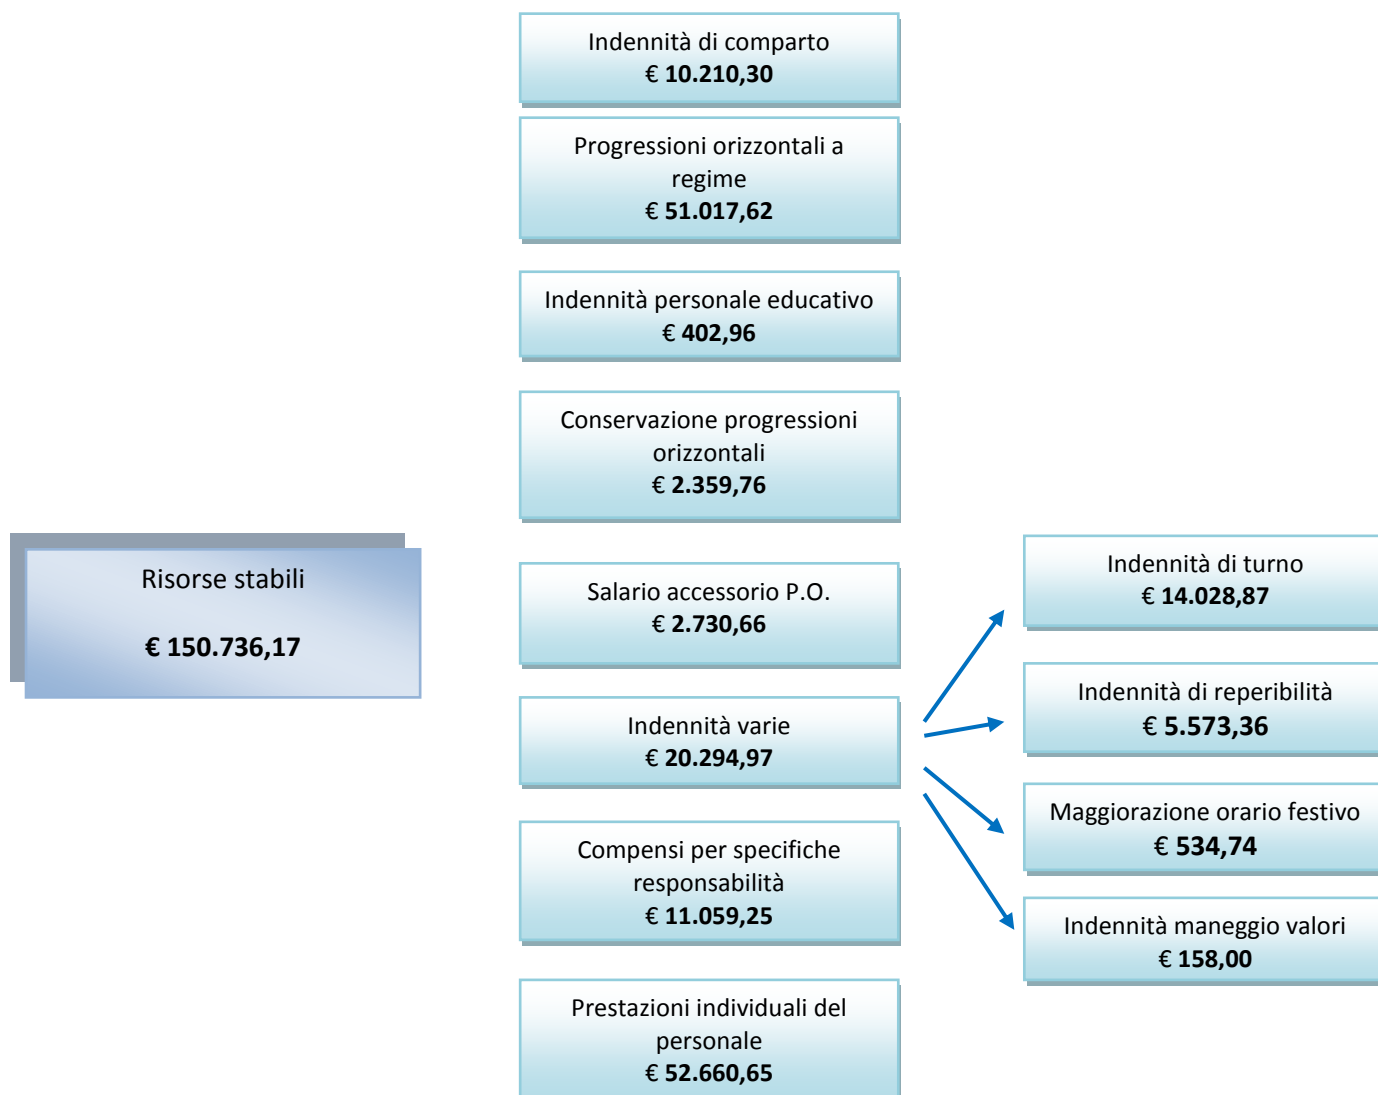 Indennità di comparto
€ 10.210,30
Progressioni orizzontali a
regime
€ 51.017,62
Indennità personale educativo
€ 402,96
Conservazione progressioni
orizzontali
€ 2.359,76
Risorse stabili
€ 150.736,17
Salario accessorio P.O.
€ 2.730,66
Indennità varie
€ 20.294,97
Compensi per specifiche
responsabilità
€ 11.059,25
Prestazioni individuali del
personale
€ 52.660,65
Indennità di turno
€ 14.028,87
Indennità di reperibilità
€ 5.573,36
Maggiorazione orario festivo
€ 534,74
Indennità maneggio valori
€ 158,00